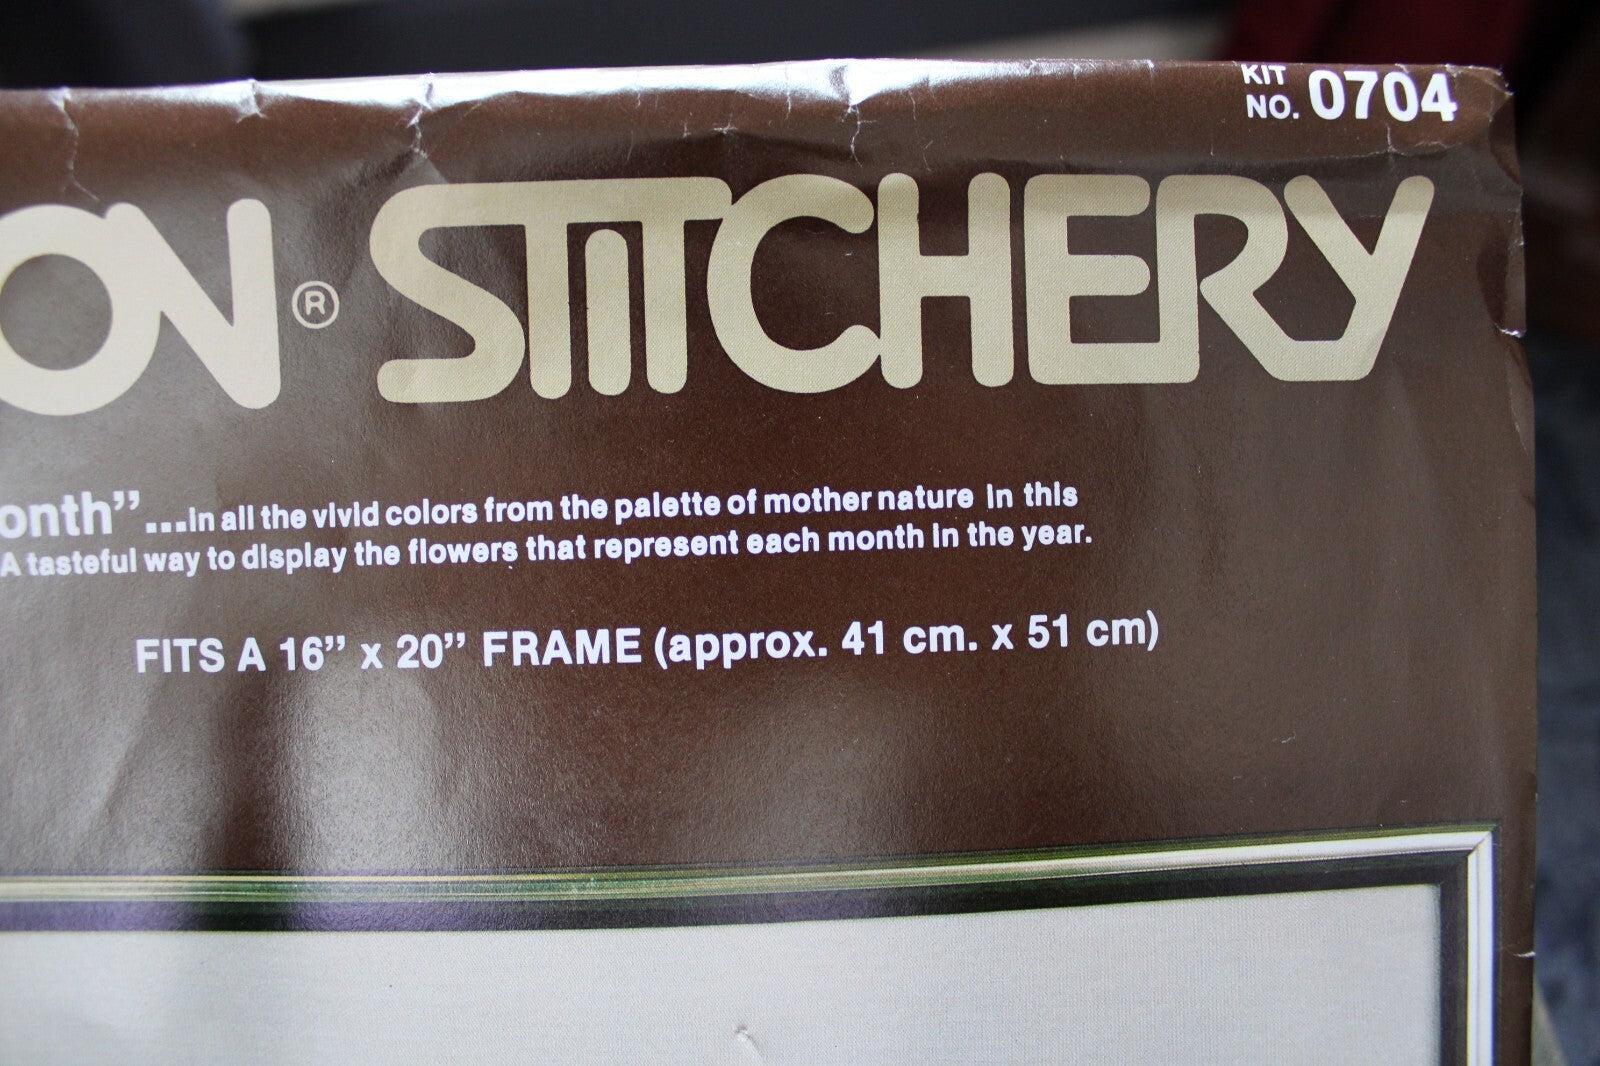 KIT
NO. 0704
ON® STITCHERY
onth”...in all the vivid colors from the palette of mother nature in this
A tasteful way to display the flowers that represent each month in the year.
FITS A 16” x 20” FRAME (approx. 41 cm. x 51 cm)